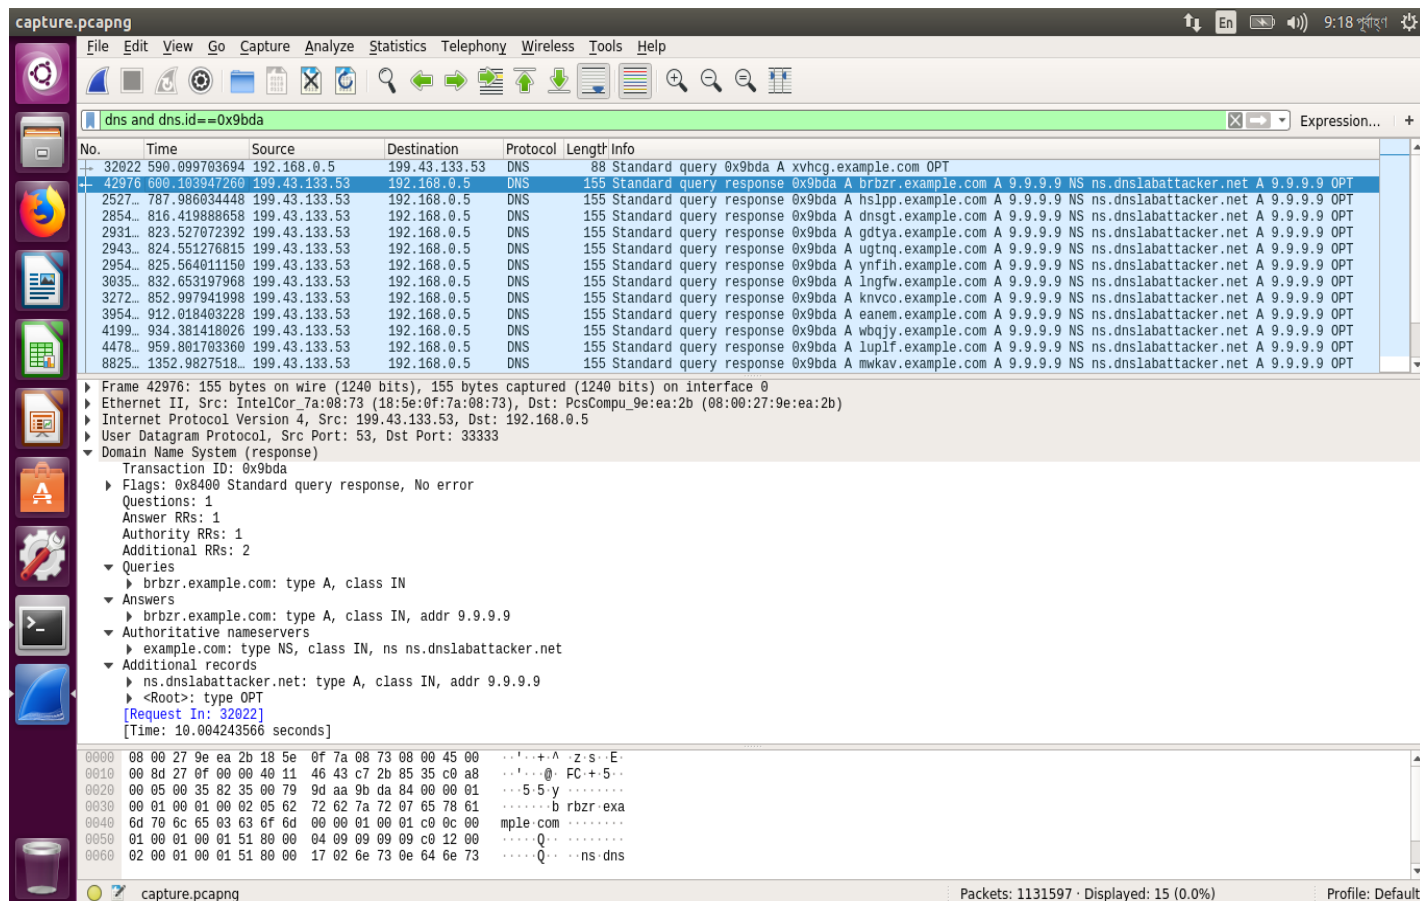 capture.pcapng
En
9:18 পূর্বাহ্ণ
File Edit View Go Capture Analyze Statistics Telephony Wireless Tools Help
dns and dns.id==0x9bda
Expression... +
No. Time Source Destination Protocol Length Info
32022 590.099703694 192.168.0.5 199.43.133.53 DNS 88 Standard query 0x9bda A xvhcg.example.com OPT
42976 600.103947260 199.43.133.53 192.168.0.5 DNS 155 Standard query response 0x9bda A brbzr.example.com A 9.9.9.9 NS ns.dnslabattacker.net A 9.9.9.9 OPT
2527… 787.986034448 199.43.133.53 192.168.0.5 DNS 155 Standard query response 0x9bda A hslpp.example.com A 9.9.9.9 NS ns.dnslabattacker.net A 9.9.9.9 OPT
2854… 816.419888658 199.43.133.53 192.168.0.5 DNS 155 Standard query response 0x9bda A dnsgt.example.com A 9.9.9.9 NS ns.dnslabattacker.net A 9.9.9.9 OPT
2931… 823.527072392 199.43.133.53 192.168.0.5 DNS 155 Standard query response 0x9bda A gdtya.example.com A 9.9.9.9 NS ns.dnslabattacker.net A 9.9.9.9 OPT
2943… 824.551276815 199.43.133.53 192.168.0.5 DNS 155 Standard query response 0x9bda A ugtnq.example.com A 9.9.9.9 NS ns.dnslabattacker.net A 9.9.9.9 OPT
2954… 825.564011150 199.43.133.53 192.168.0.5 DNS 155 Standard query response 0x9bda A ynfih.example.com A 9.9.9.9 NS ns.dnslabattacker.net A 9.9.9.9 OPT
3035… 832.653197968 199.43.133.53 192.168.0.5 DNS 155 Standard query response 0x9bda A lngfw.example.com A 9.9.9.9 NS ns.dnslabattacker.net A 9.9.9.9 OPT
3272… 852.997941998 199.43.133.53 192.168.0.5 DNS 155 Standard query response 0x9bda A knvco.example.com A 9.9.9.9 NS ns.dnslabattacker.net A 9.9.9.9 OPT
3954… 912.018403228 199.43.133.53 192.168.0.5 DNS 155 Standard query response 0x9bda A eanem.example.com A 9.9.9.9 NS ns.dnslabattacker.net A 9.9.9.9 OPT
4199… 934.381418026 199.43.133.53 192.168.0.5 DNS 155 Standard query response 0x9bda A wbqjy.example.com A 9.9.9.9 NS ns.dnslabattacker.net A 9.9.9.9 OPT
4478… 959.801703360 199.43.133.53 192.168.0.5 DNS 155 Standard query response 0x9bda A luplf.example.com A 9.9.9.9 NS ns.dnslabattacker.net A 9.9.9.9 OPT
8825… 1352.9827518… 199.43.133.53 192.168.0.5 DNS 155 Standard query response 0x9bda A mwkav.example.com A 9.9.9.9 NS ns.dnslabattacker.net A 9.9.9.9 OPT
Frame 42976: 155 bytes on wire (1240 bits), 155 bytes captured (1240 bits) on interface 0
Ethernet II, Src: IntelCor_7a:08:73 (18:5e:0f:7a:08:73), Dst: PcsCompu_9e:ea:2b (08:00:27:9e:ea:2b)
Internet Protocol Version 4, Src: 199.43.133.53, Dst: 192.168.0.5
User Datagram Protocol, Src Port: 53, Dst Port: 33333
Domain Name System (response)
Transaction ID: 0x9bda
Flags: 0x8400 Standard query response, No error
Questions: 1
Answer RRs: 1
Authority RRs: 1
Additional RRs: 2
Queries
brbzr.example.com: type A, class IN
Answers
brbzr.example.com: type A, class IN, addr 9.9.9.9
Authoritative nameservers
example.com: type NS, class IN, ns ns.dnslabattacker.net
Additional records
ns.dnslabattacker.net: type A, class IN, addr 9.9.9.9
<Root>: type OPT
[Request In: 32022]
[Time: 10.004243566 seconds]
0000 08 00 27 9e ea 2b 18 5e 0f 7a 08 73 08 00 45 00 ··'··+·^ ·z·s··E·
0010 00 8d 27 0f 00 00 40 11 46 43 c7 2b 85 35 c0 a8 ··'···@· FC·+·5··
0020 00 05 00 35 82 35 00 79 9d aa 9b da 84 00 00 01 ···5·5·y ········
0030 00 01 00 01 00 02 05 62 72 62 7a 72 07 65 78 61 ·······b rbzr·exa
0040 6d 70 6c 65 03 63 6f 6d 00 00 01 00 01 c0 0c 00 mple·com ········
0050 01 00 01 00 01 51 80 00 04 09 09 09 09 c0 12 00 ·····Q·· ········
0060 02 00 01 00 01 51 80 00 17 02 6e 73 0e 64 6e 73 ·····Q·· ··ns·dns
capture.pcapng
Packets: 1131597 · Displayed: 15 (0.0%)
Profile: Default